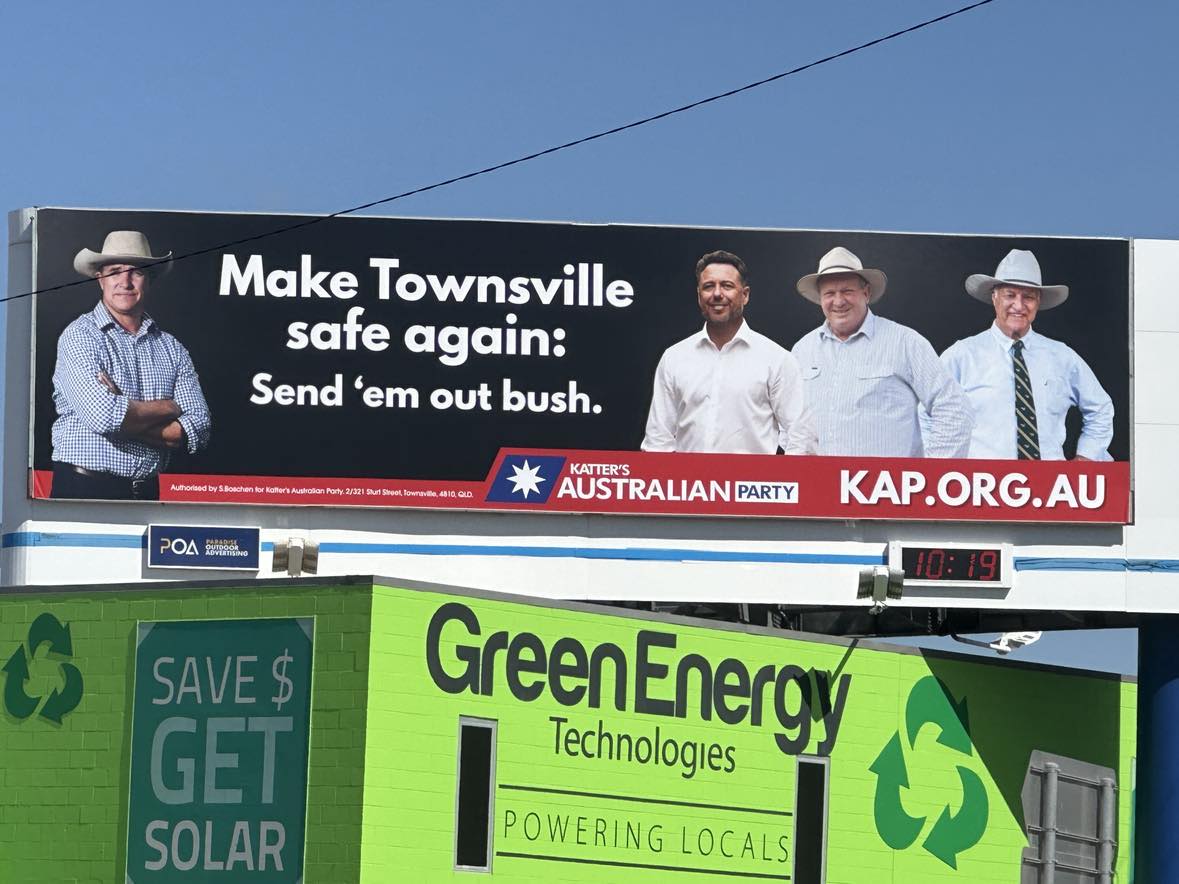 Make Townsville
safe again:
Send ‘em out bush.
Authorised by S.Boschen for Katter's Australian Party. 2/321 Sturt Street, Townsville, 4810, QLD.
KATTER'S
AUSTRALIAN PARTY
KAP.ORG.AU
POA PARADISE
OUTDOOR
ADVERTISING
10:19
SAVE $
GET
SOLAR
GreenEnergy
Technologies
POWERING LOCALS